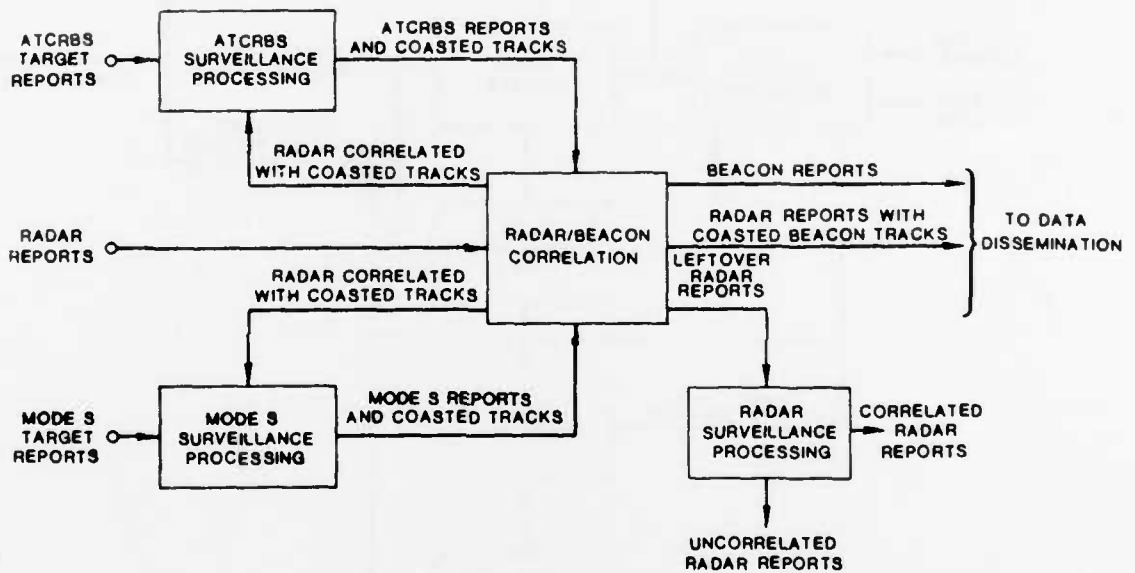 ATCRBS
TARGET
REPORTS
ATCRBS
SURVEILLANCE
PROCESSING
ATCRBS REPORTS
AND COASTED TRACKS
RADAR CORRELATED
WITH COASTED TRACKS
RADAR
REPORTS
RADAR/BEACON
CORRELATION
BEACON REPORTS
RADAR REPORTS WITH
COASTED BEACON TRACKS
TO DATA
DISSEMINATION
LEFTOVER
RADAR
REPORTS
RADAR CORRELATED
WITH COASTED TRACKS
MODE S
TARGET
REPORTS
MODE S
SURVEILLANCE
PROCESSING
MODE S REPORTS
AND COASTED TRACKS
RADAR
SURVEILLANCE
PROCESSING
CORRELATED
RADAR
REPORTS
UNCORRELATED
RADAR REPORTS